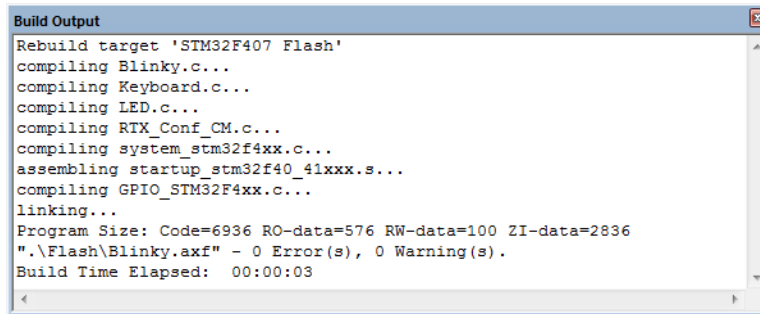 Build Output
Rebuild target 'STM32F407 Flash'
compiling Blinky.c...
compiling Keyboard.c...
compiling LED.c...
compiling RTX_Conf_CM.c...
compiling system_stm32f4xx.c...
assembling startup_stm32f40_41xxx.s...
compiling GPIO_STM32F4xx.c...
linking...
Program Size: Code=6936 RO-data=576 RW-data=100 ZI-data=2836
".\Flash\Blinky.axf" - 0 Error(s), 0 Warning(s).
Build Time Elapsed:  00:00:03